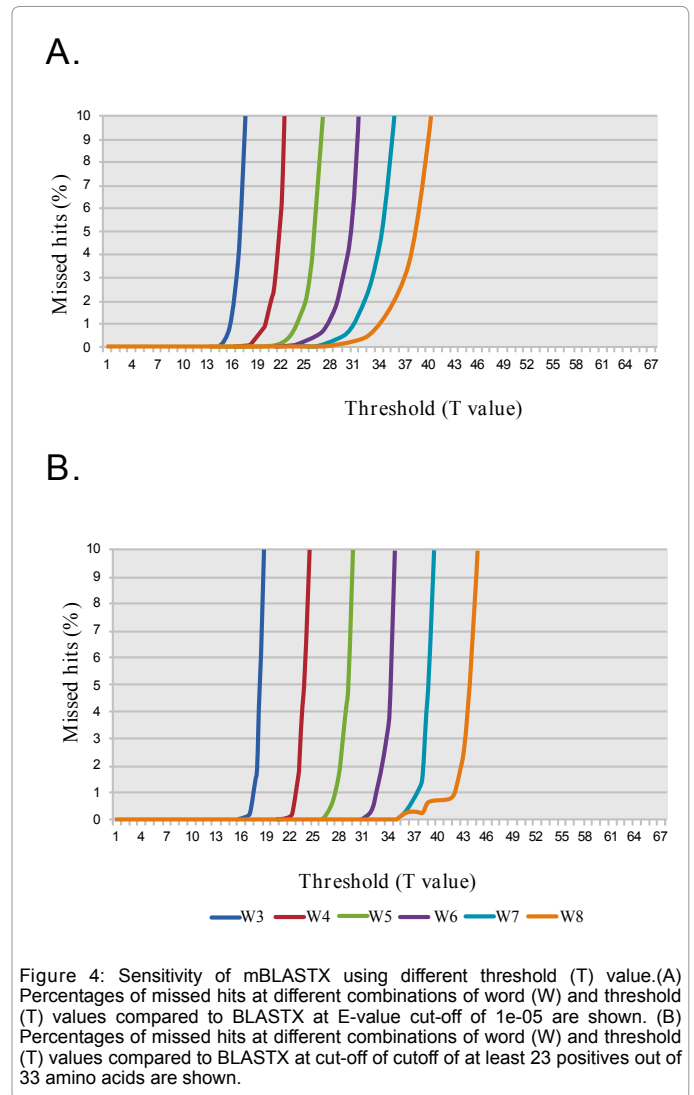 A.
10
9
8
7
6
5
4
3
2
1
0
Missed hits (%)
1 4 7 10 13 16 19 22 25 28 31 34 37 40 43 46 49 52 55 58 61 64 67
Threshold (T value)
B.
10
9
8
7
6
5
4
3
2
1
0
Missed hits (%)
1 4 7 10 13 16 19 22 25 28 31 34 37 40 43 46 49 52 55 58 61 64 67
Threshold (T value)
W3 W4 W5 W6 W7 W8
Figure 4: Sensitivity of mBLASTX using different threshold (T) value.(A)
Percentages of missed hits at different combinations of word (W) and threshold
(T) values compared to BLASTX at E-value cut-off of 1e-05 are shown. (B)
Percentages of missed hits at different combinations of word (W) and threshold
(T) values compared to BLASTX at cut-off of cutoff of at least 23 positives out of
33 amino acids are shown.